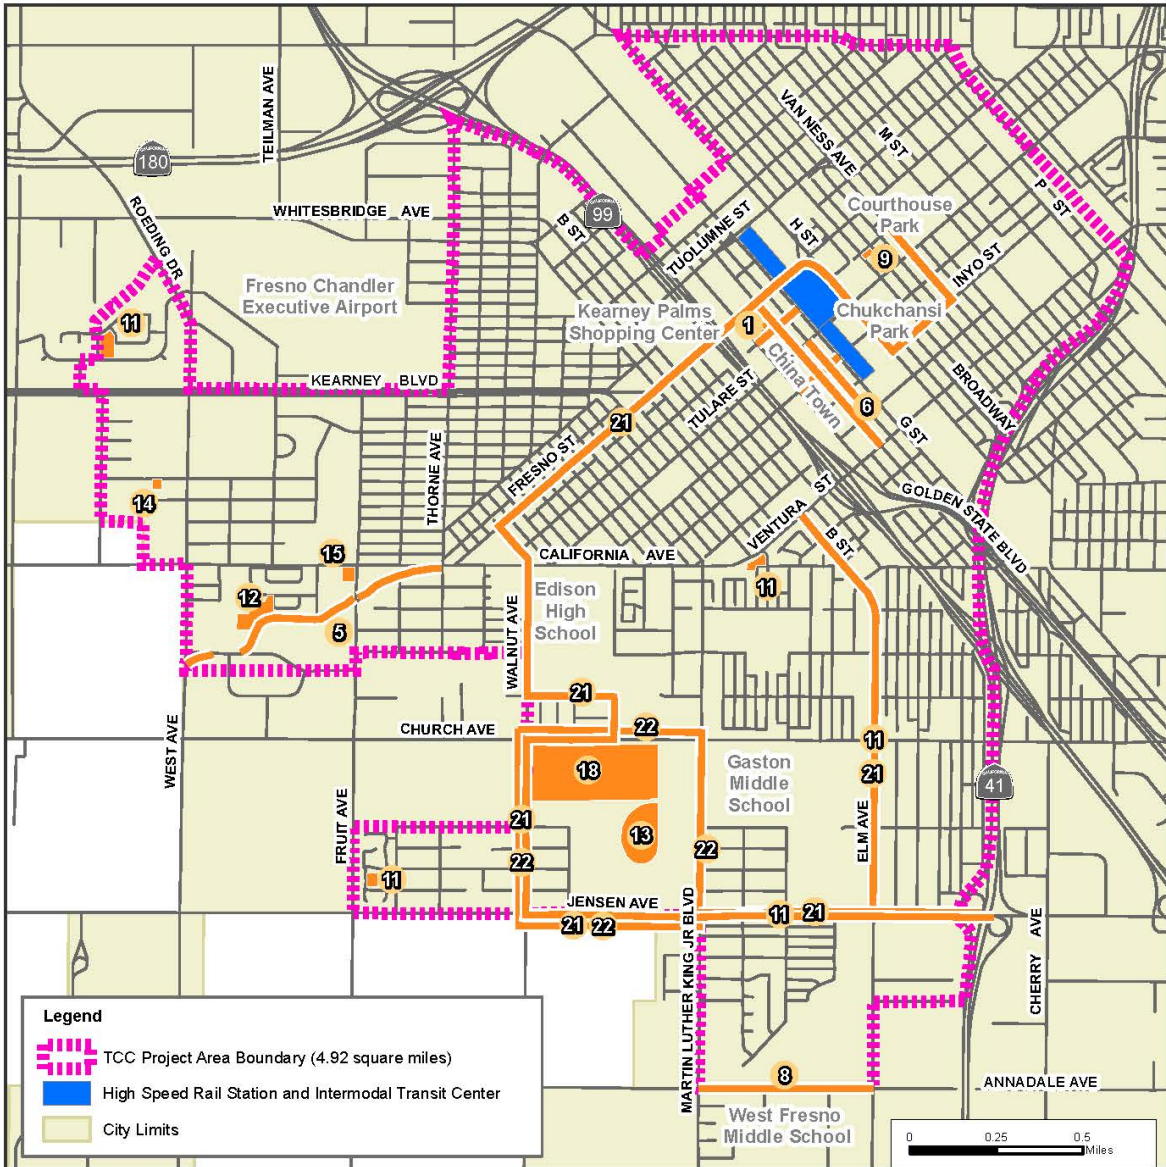 TEILMAN AVE
VAN NESS AVE
M ST
CALIFORNIA
180
P ST
WHITESBRIDGE AVE
99
B ST
Courthouse
Park
ROEDING DR
TUOLUMNE ST
H ST
9
INYO ST
Fresno Chandler
Executive Airport
Kearney Palms
Shopping Center
1
Chukchansi
Park
11
China Town
KEARNEY BLVD
TULARE ST
6
BROADWAY
G ST
21
THORNE AVE
FRESNO ST
14
VENTURA ST
GOLDEN STATE BLVD
B ST.
15
CALIFORNIA AVE
11
12
Edison
High
School
5
WALNUT AVE
21
CHURCH AVE
22
WEST AVE
18
Gaston
Middle
School
11
21
CALIFORNIA
41
21
13
FRUIT AVE
22
22
ELM AVE
11
JENSEN AVE
11
21
21
22
MARTIN LUTHER KING JR BLVD
CHERRY AVE
8
ANNADALE AVE
West Fresno
Middle School
Legend
TCC Project Area Boundary (4.92 square miles)
High Speed Rail Station and Intermodal Transit Center
City Limits
0 0.25 0.5
Miles